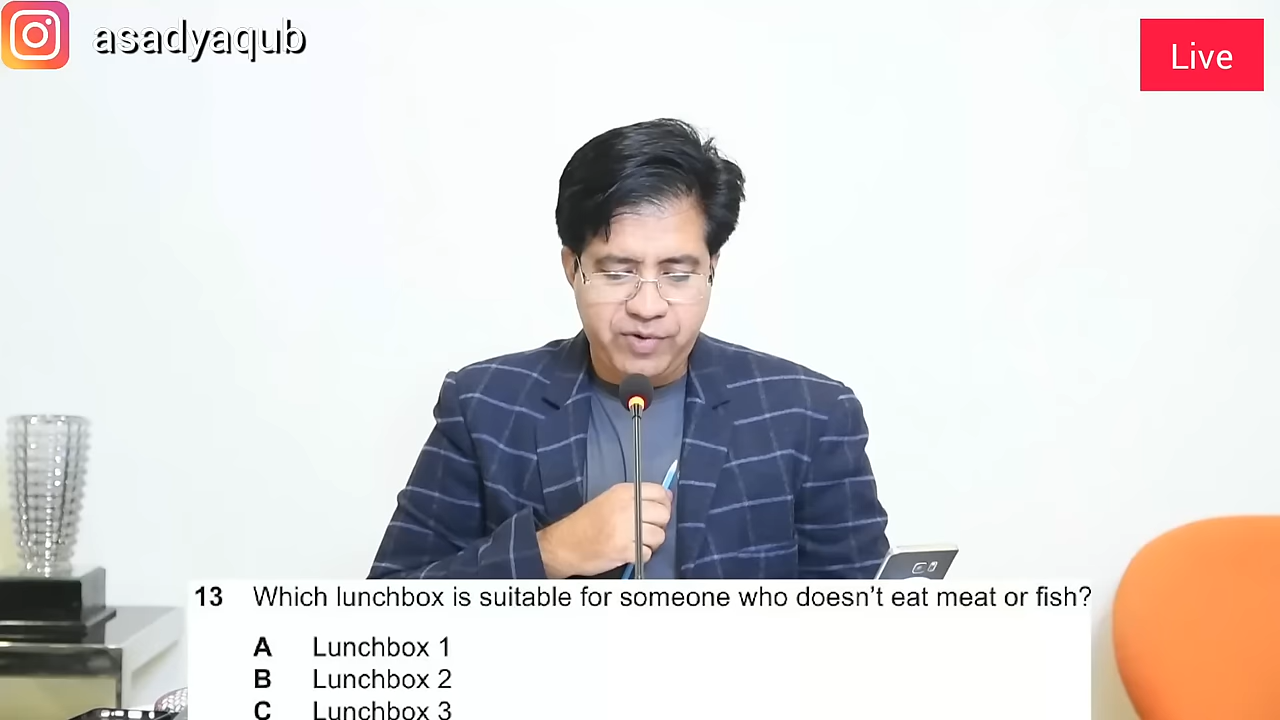 asadyaqub
Live
13 Which lunchbox is suitable for someone who doesn't eat meat or fish?
A Lunchbox 1
B Lunchbox 2
C Lunchbox 3